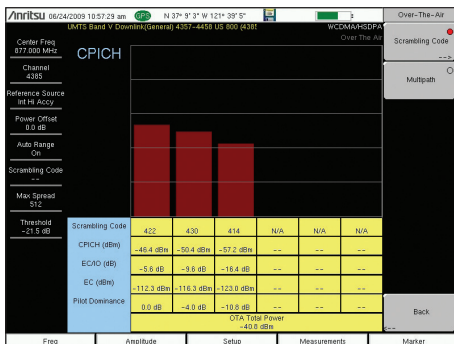 Anritsu 06/24/2009 10:57:29 am GPS N 37° 9' 3" W 121° 39' 5"
Over-The-Air
UMTS Band V Downlink(General) 4357-4458 US 800 (4385
WCDMA/HSDPA
Over The Air
CPICH
Center Freq
877.000 MHz
Channel
4385
Reference Source
Int Hi Accy
Power Offset
0.0 dB
Auto Range
On
Scrambling Code
--
Max Spread
512
Threshold
-21.5 dB
Scrambling Code
-->
Multipath
Scrambling Code 422 430 414 N/A N/A N/A
CPICH (dBm) -46.4 dBm -50.4 dBm -57.2 dBm -- -- --
EC/IO (dB) -5.6 dB -9.6 dB -16.4 dB -- -- --
EC (dBm) -112.3 dBm -116.3 dBm -123.0 dBm -- -- --
Pilot Dominance 0.0 dB -4.0 dB -10.8 dB -- -- --
OTA Total Power
-40.8 dBm
Back
<--
Freq Amplitude Setup Measurements Marker